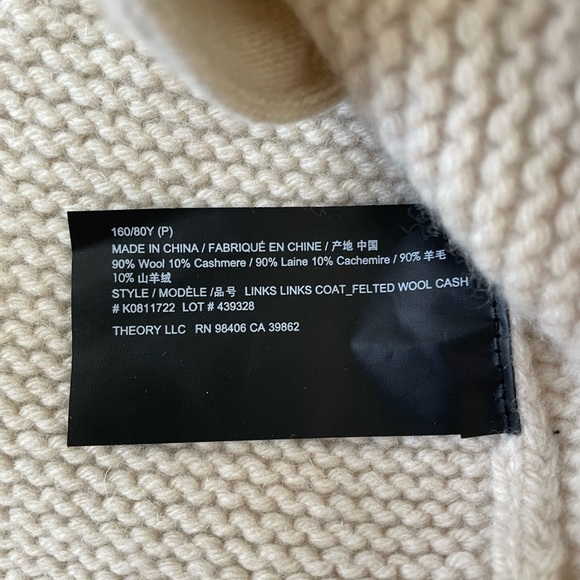 160/80Y (P)
MADE IN CHINA / FABRIQUÉ EN CHINE / 产地 中国
90% Wool 10% Cashmere / 90% Laine 10% Cachemire / 90% 羊毛
10% 山羊绒
STYLE / MODÈLE /品号 LINKS LINKS COAT_FELTED WOOL CASH
# K0811722 LOT # 439328
THEORY LLC RN 98406 CA 39862